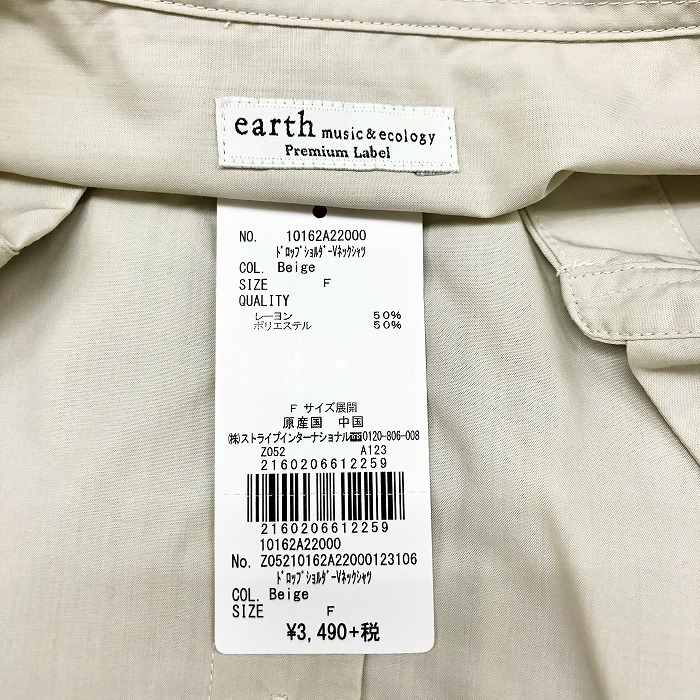 earth music&ecology
Premium Label
NO. 10162A22000
ﾄﾞﾛｯﾌﾟｼｮﾙﾀﾞｰVﾈｯｸｼｬﾂ
COL. Beige
SIZE F
QUALITY
レーヨン 50%
ポリエステル 50%
F サイズ展開
原産国 中国
㈱ストライプインターナショナル☎0120-806-008
Z052 A123
2160206612259
2160206612259
10162A22000
No. Z05210162A22000123106
ﾄﾞﾛｯﾌﾟｼｮﾙﾀﾞｰVﾈｯｸｼｬﾂ
COL. Beige
SIZE F
¥3,490+税